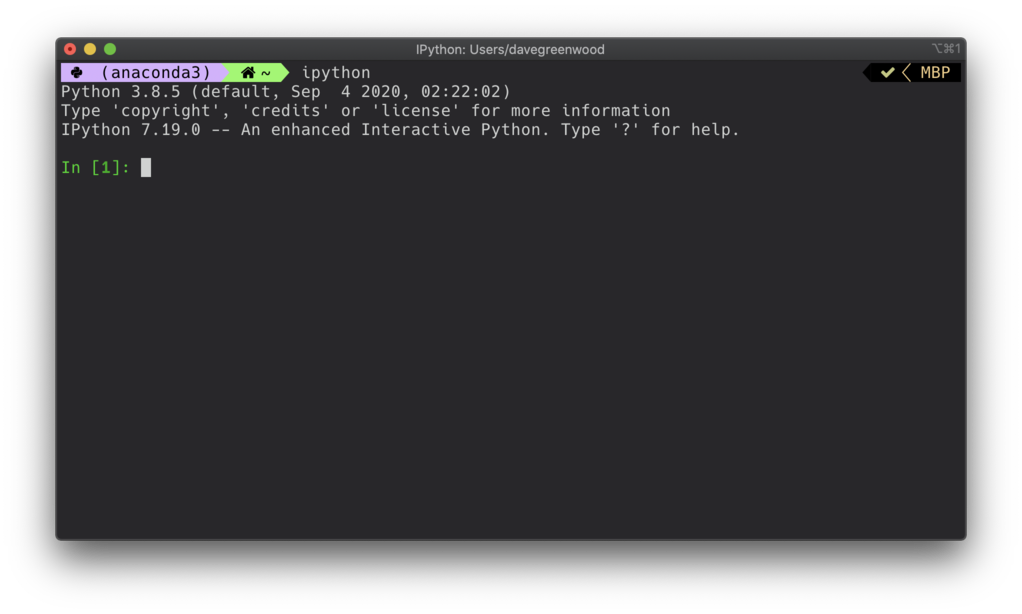 IPython: Users/davegreenwood
⌥⌘1
(anaconda3) ~ ipython
MBP
Python 3.8.5 (default, Sep  4 2020, 02:22:02)
Type 'copyright', 'credits' or 'license' for more information
IPython 7.19.0 -- An enhanced Interactive Python. Type '?' for help.
In [1]: